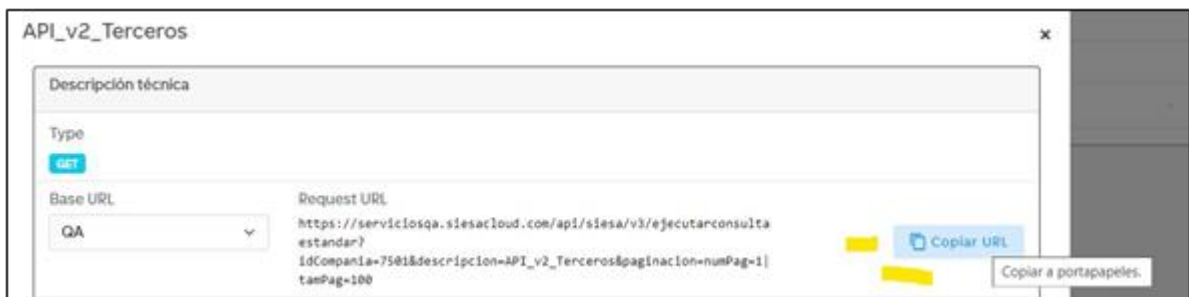 API_v2_Terceros
×
Descripción técnica
Type
GET
Base URL
Request URL
QA
https://serviciosqa.siesacloud.com/api/siesa/v3/ejecutarconsulta
estandar?
idCompania=7501&descripcion=API_v2_Terceros&paginacion=numPag=1|
tamPag=100
Copiar URL
Copiar a portapapeles.